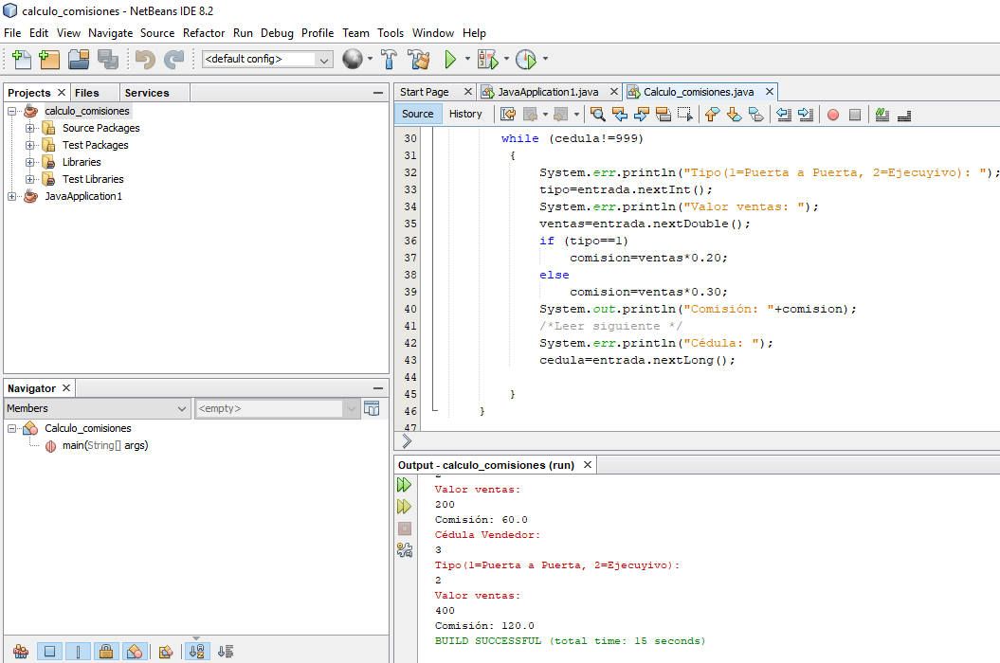 calculo_comisiones - NetBeans IDE 8.2
File Edit View Navigate Source Refactor Run Debug Profile Team Tools Window Help
<default config>
Projects Files Services
calculo_comisiones
Source Packages
Test Packages
Libraries
Test Libraries
JavaApplication1
Navigator
Members <empty>
Calculo_comisiones
main(String[] args)
Start Page JavaApplication1.java Calculo_comisiones.java
Source History
30 while (cedula!=999)
31 {
32 System.err.println("Tipo(1=Puerta a Puerta, 2=Ejecuyivo): ");
33 tipo=entrada.nextInt();
34 System.err.println("Valor ventas: ");
35 ventas=entrada.nextDouble();
36 if (tipo==1)
37 comision=ventas*0.20;
38 else
39 comision=ventas*0.30;
40 System.out.println("Comisión: "+comision);
41 /*Leer siguiente */
42 System.err.println("Cédula: ");
43 cedula=entrada.nextLong();
44
45 }
46 }
47
Output - calculo_comisiones (run)
2
Valor ventas:
200
Comisión: 60.0
Cédula Vendedor:
3
Tipo(1=Puerta a Puerta, 2=Ejecuyivo):
2
Valor ventas:
400
Comisión: 120.0
BUILD SUCCESSFUL (total time: 15 seconds)